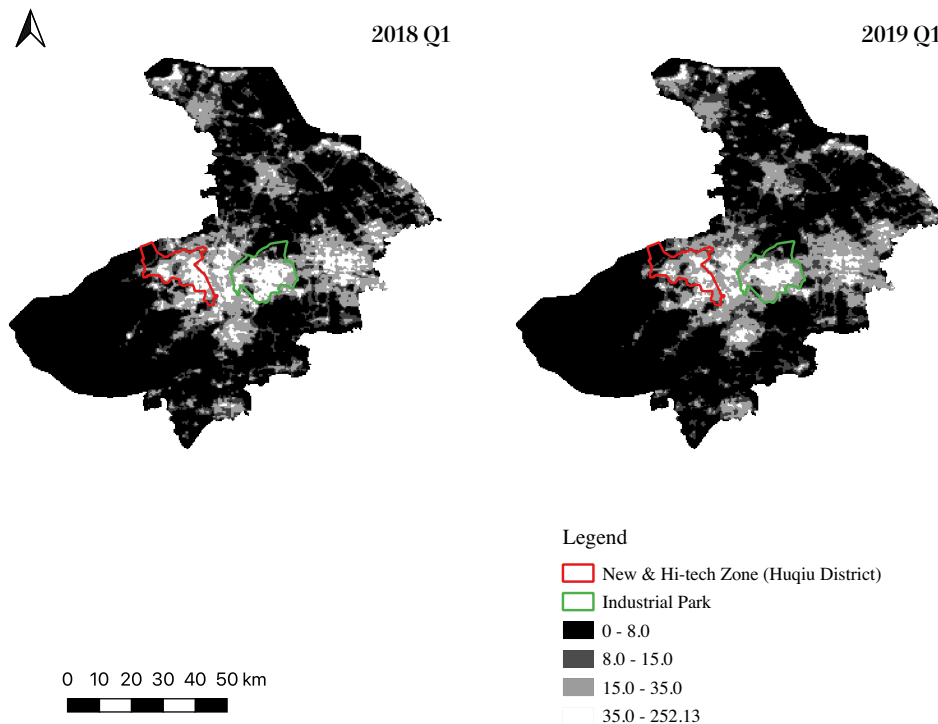 2018 Q1
2019 Q1
Legend
New & Hi-tech Zone (Huqiu District)
Industrial Park
0 - 8.0
8.0 - 15.0
15.0 - 35.0
35.0 - 252.13
0 10 20 30 40 50 km